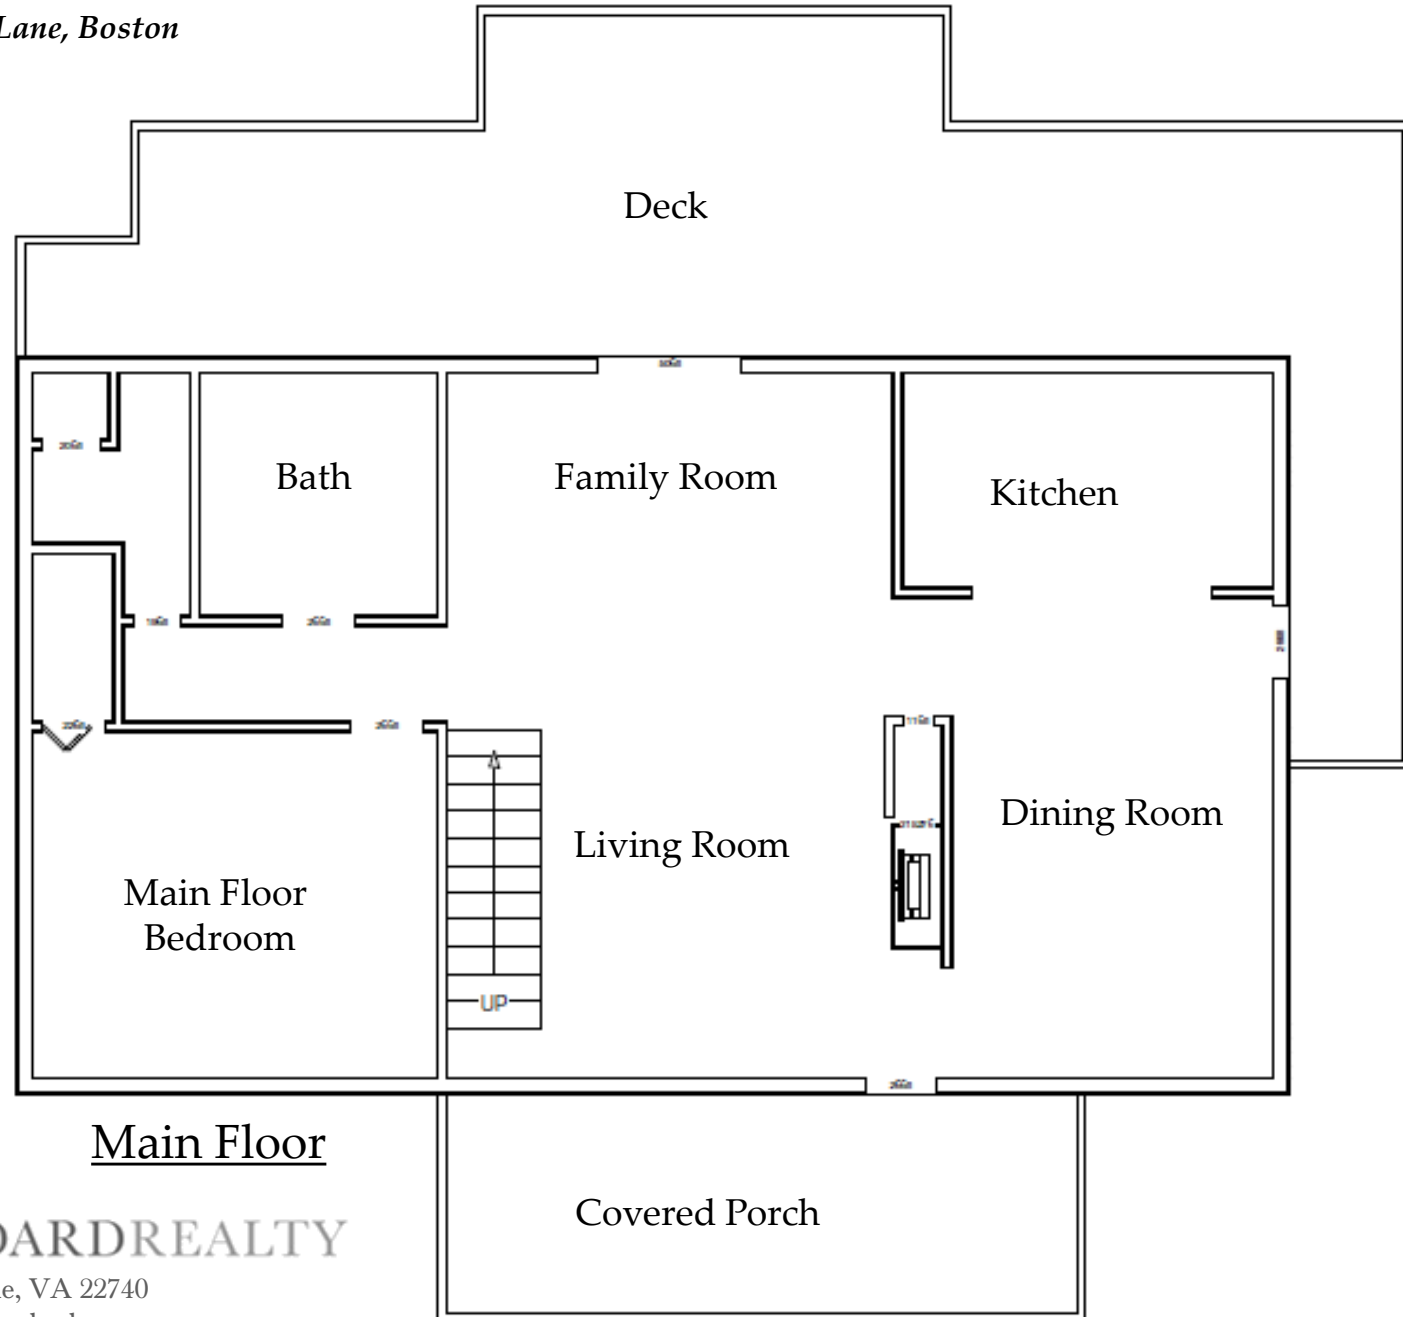 Lane, Boston
Deck
Bath
Family Room
Kitchen
Living Room
Dining Room
Main Floor
Bedroom
UP
Main Floor
Covered Porch
OARDREALTY
e, VA 22740